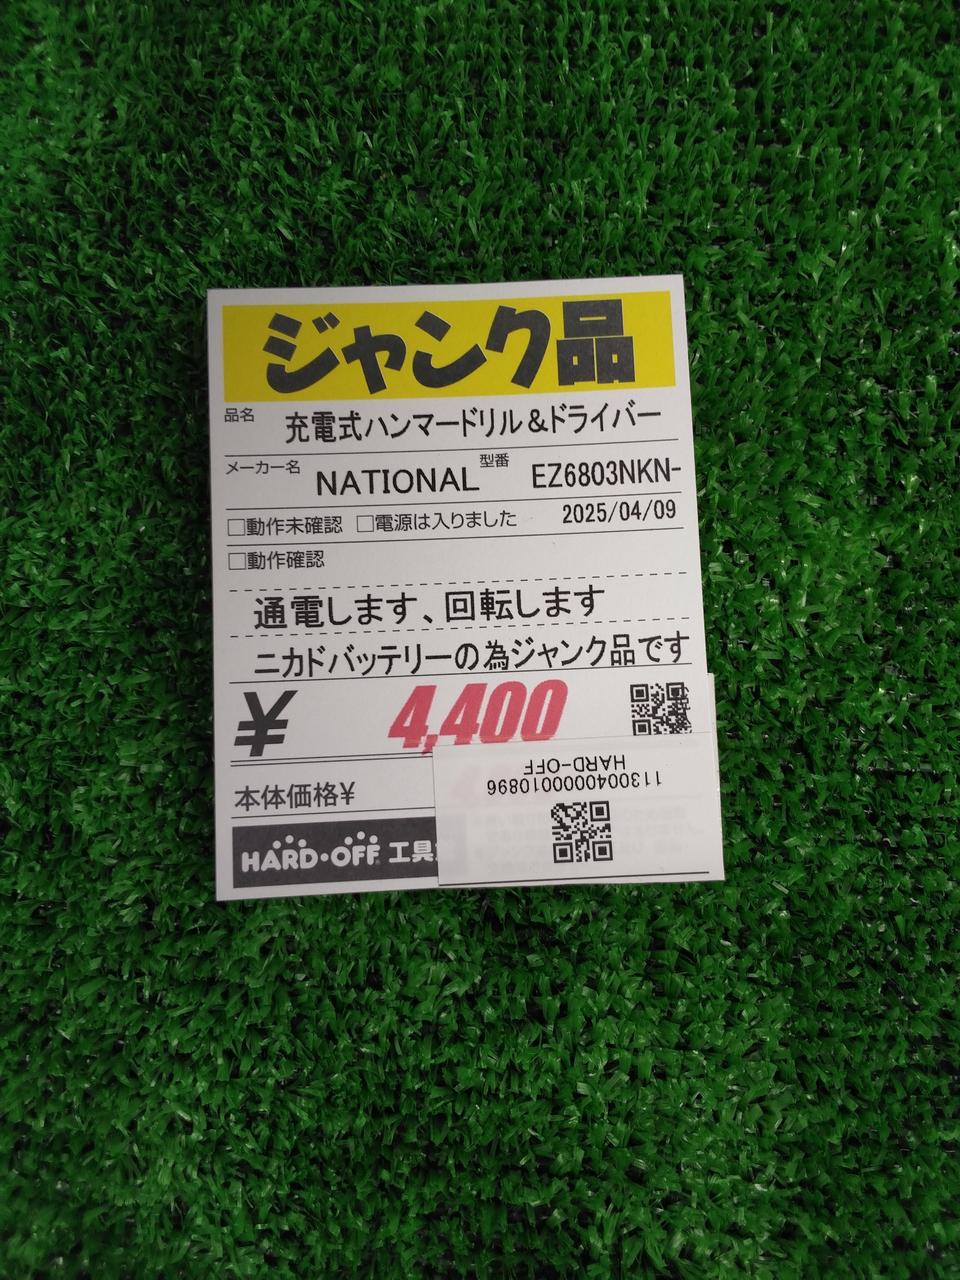 ジャンク品
品名 充電式ハンマードリル&ドライバー
メーカー名 NATIONAL 型番 EZ6803NKN-
□動作未確認 □電源は入りました 2025/04/09
□動作確認
通電します、回転します
ニカドバッテリーの為ジャンク品です
¥ 4,400
本体価格¥
HARD・OFF 工具
1130040000010896
HARD-OFF